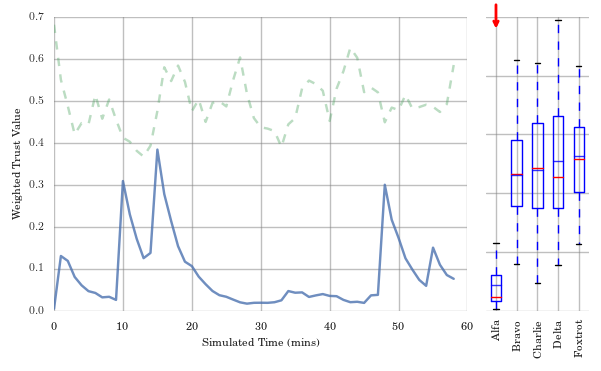 0.7
0.6
0.5
0.4
0.3
0.2
0.1
0.0
Weighted Trust Value
0 10 20 30 40 50 60
Simulated Time (mins)
Alfa
Bravo
Charlie
Delta
Foxtrot